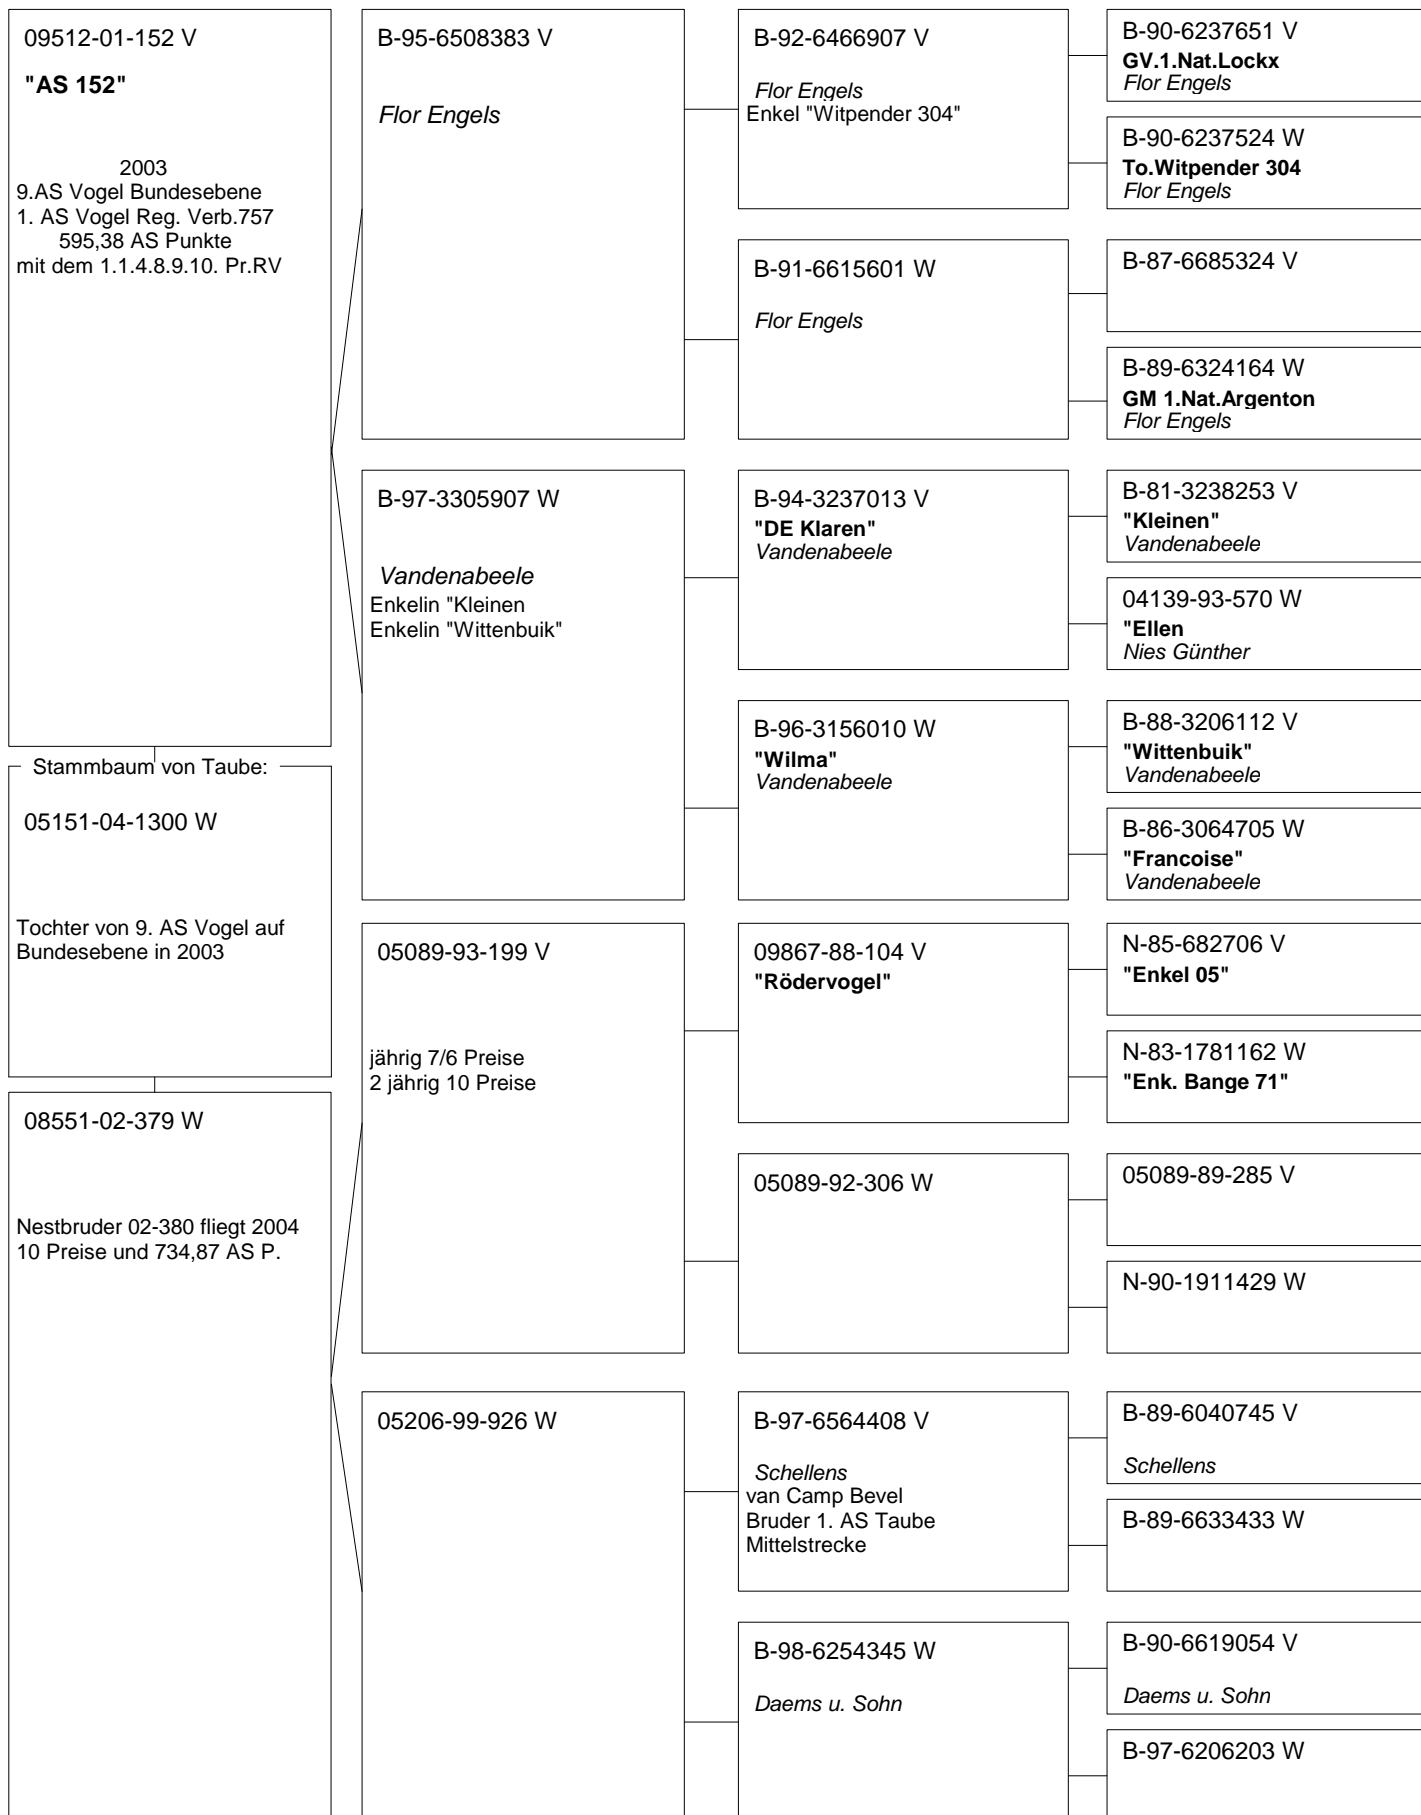 09512-01-152 V
"AS 152"
2003
9.AS Vogel Bundesebene
1. AS Vogel Reg. Verb.757
595,38 AS Punkte
mit dem 1.1.4.8.9.10. Pr.RV
Stammbaum von Taube:
05151-04-1300 W
Tochter von 9. AS Vogel auf
Bundesebene in 2003
08551-02-379 W
Nestbruder 02-380 fliegt 2004
10 Preise und 734,87 AS P.
B-95-6508383 V
Flor Engels
B-97-3305907 W
Vandenabeele
Enkelin "Kleinen
Enkelin "Wittenbuik"
05089-93-199 V
jährig 7/6 Preise
2 jährig 10 Preise
05206-99-926 W
B-92-6466907 V
Flor Engels
Enkel "Witpender 304"
B-91-6615601 W
Flor Engels
B-94-3237013 V
"DE Klaren"
Vandenabeele
B-96-3156010 W
"Wilma"
Vandenabeele
09867-88-104 V
"Rödervogel"
05089-92-306 W
B-97-6564408 V
Schellens
van Camp Bevel
Bruder 1. AS Taube
Mittelstrecke
B-98-6254345 W
Daems u. Sohn
B-90-6237651 V
GV.1.Nat.Lockx
Flor Engels
B-90-6237524 W
To.Witpender 304
Flor Engels
B-87-6685324 V
B-89-6324164 W
GM 1.Nat.Argenton
Flor Engels
B-81-3238253 V
"Kleinen"
Vandenabeele
04139-93-570 W
"Ellen
Nies Günther
B-88-3206112 V
"Wittenbuik"
Vandenabeele
B-86-3064705 W
"Francoise"
Vandenabeele
N-85-682706 V
"Enkel 05"
N-83-1781162 W
"Enk. Bange 71"
05089-89-285 V
N-90-1911429 W
B-89-6040745 V
Schellens
B-89-6633433 W
B-90-6619054 V
Daems u. Sohn
B-97-6206203 W